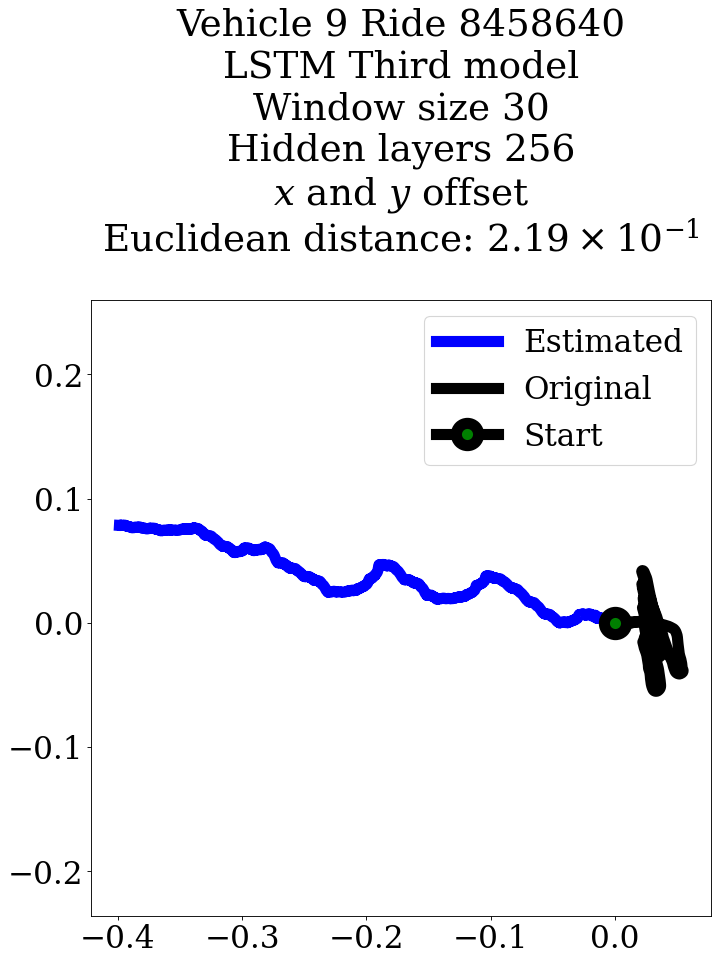 Vehicle 9 Ride 8458640
LSTM Third model
Window size 30
Hidden layers 256
x and y offset
Euclidean distance: 2.19 × 10⁻¹
Estimated
Original
Start
0.2
0.1
0.0
−0.1
−0.2
−0.4 −0.3 −0.2 −0.1 0.0